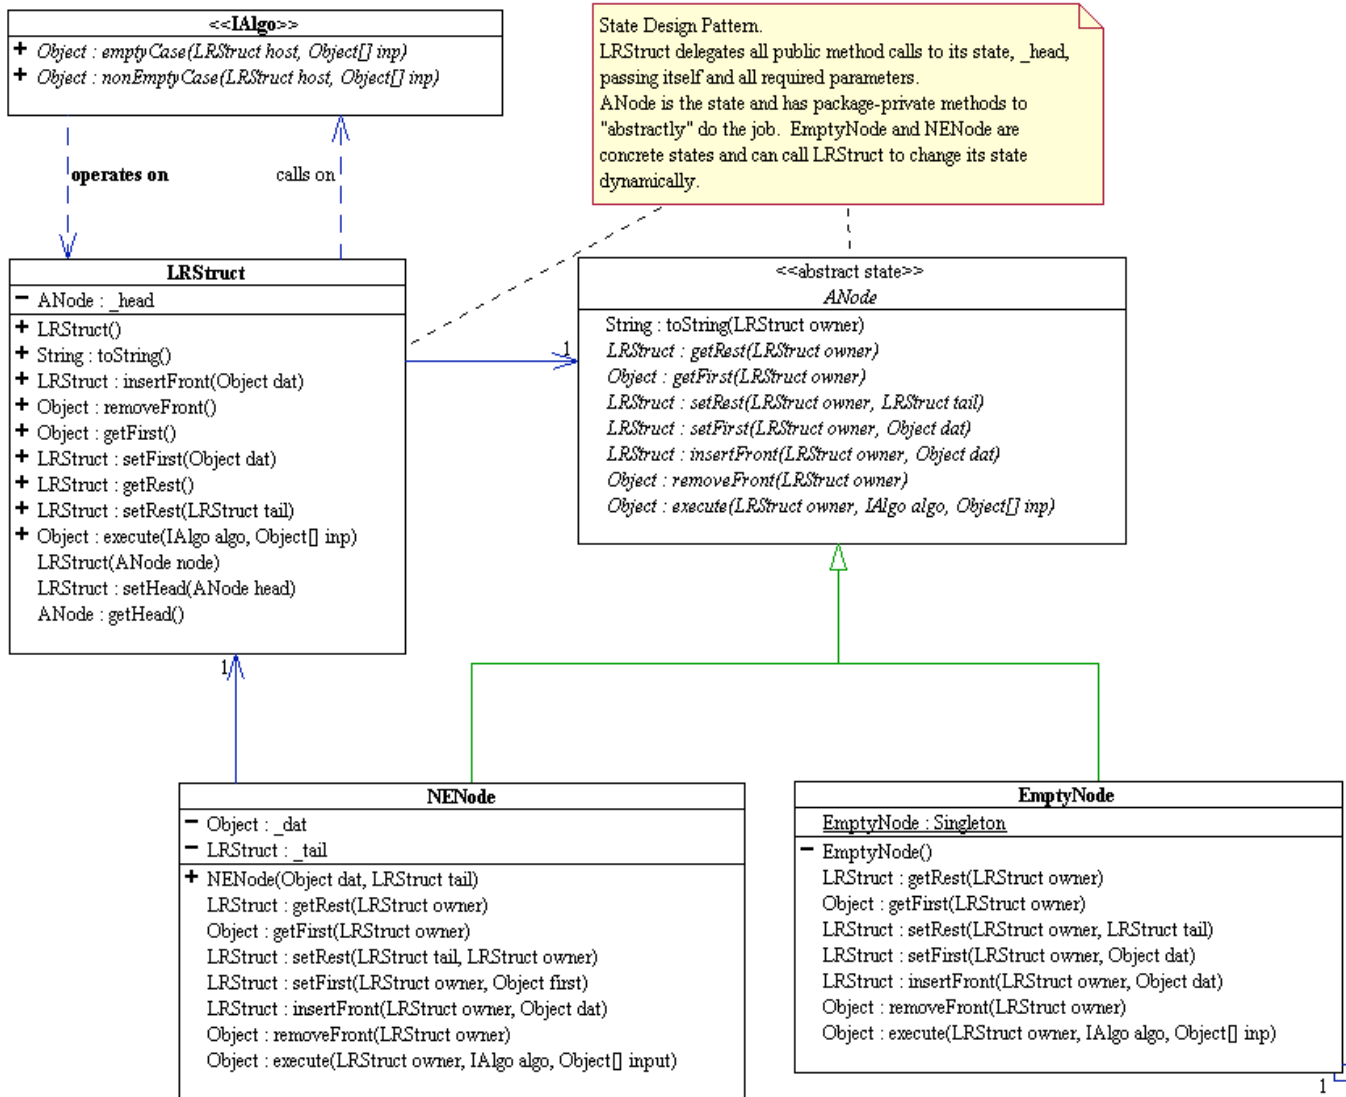 <<IAlgo>>
+ Object : emptyCase(LRStruct host, Object[] inp)
+ Object : nonEmptyCase(LRStruct host, Object[] inp)
State Design Pattern.
LRStruct delegates all public method calls to its state, _head,
passing itself and all required parameters.
ANode is the state and has package-private methods to
"abstractly" do the job. EmptyNode and NENode are
concrete states and can call LRStruct to change its state
dynamically.
operates on
calls on
LRStruct
- ANode : _head
+ LRStruct()
+ String : toString()
+ LRStruct : insertFront(Object dat)
+ Object : removeFront()
+ Object : getFirst()
+ LRStruct : setFirst(Object dat)
+ LRStruct : getRest()
+ LRStruct : setRest(LRStruct tail)
+ Object : execute(IAlgo algo, Object[] inp)
LRStruct(ANode node)
LRStruct : setHead(ANode head)
ANode : getHead()
1
<<abstract state>>
ANode
String : toString(LRStruct owner)
LRStruct : getRest(LRStruct owner)
Object : getFirst(LRStruct owner)
LRStruct : setRest(LRStruct owner, LRStruct tail)
LRStruct : setFirst(LRStruct owner, Object dat)
LRStruct : insertFront(LRStruct owner, Object dat)
Object : removeFront(LRStruct owner)
Object : execute(LRStruct owner, IAlgo algo, Object[] inp)
1
NENode
- Object : _dat
- LRStruct : _tail
+ NENode(Object dat, LRStruct tail)
LRStruct : getRest(LRStruct owner)
Object : getFirst(LRStruct owner)
LRStruct : setRest(LRStruct tail, LRStruct owner)
LRStruct : setFirst(LRStruct owner, Object first)
LRStruct : insertFront(LRStruct owner, Object dat)
Object : removeFront(LRStruct owner)
Object : execute(LRStruct owner, IAlgo algo, Object[] input)
EmptyNode
EmptyNode : Singleton
- EmptyNode()
LRStruct : getRest(LRStruct owner)
Object : getFirst(LRStruct owner)
LRStruct : setRest(LRStruct owner, LRStruct tail)
LRStruct : setFirst(LRStruct owner, Object dat)
LRStruct : insertFront(LRStruct owner, Object dat)
Object : removeFront(LRStruct owner)
Object : execute(LRStruct owner, IAlgo algo, Object[] inp)
1